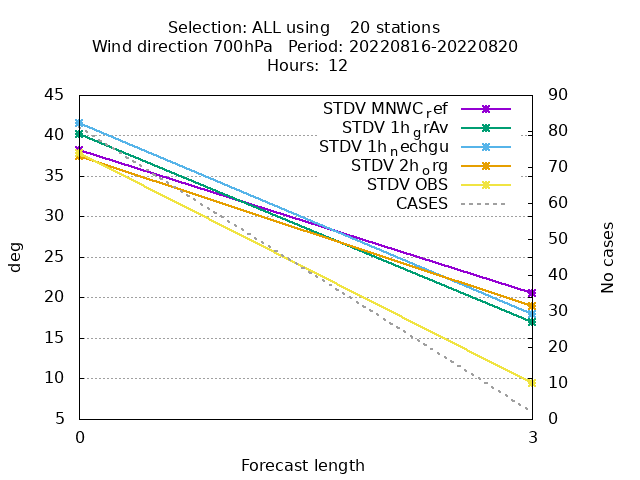 Selection: ALL using    20 stations
Wind direction 700hPa   Period: 20220816-20220820
Hours:  12
45
40
35
30
25
20
15
10
5
deg
90
80
70
60
50
40
30
20
10
0
No cases
STDV MNWC_ref
STDV 1h_grAv
STDV 1h_nechgu
STDV 2h_org
STDV OBS
CASES
0
3
Forecast length